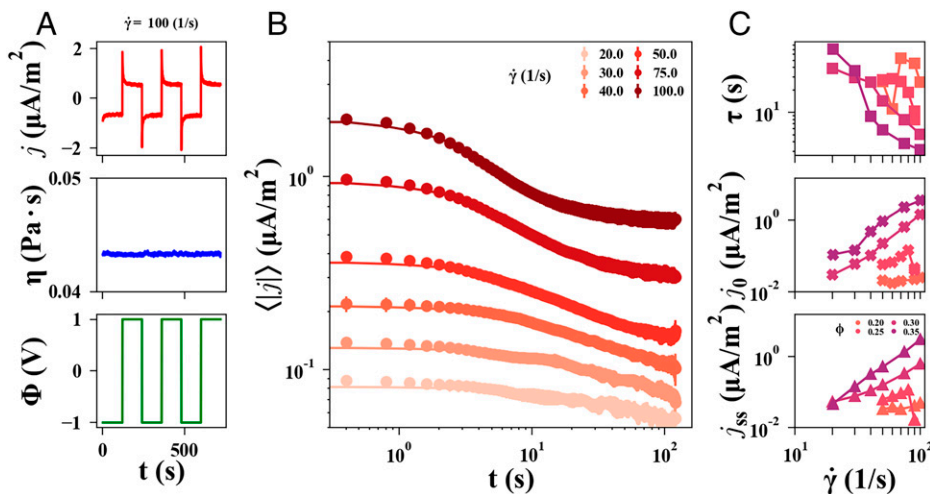 A
γ̇ = 100 (1/s)
j (μA/m²)
2
0
−2
η (Pa · s)
0.05
0.04
Φ (V)
1
0
−1
0
500
t (s)
B
γ̇ (1/s)
20.0
50.0
30.0
75.0
40.0
100.0
⟨|j|⟩ (μA/m²)
10⁰
10⁻¹
10⁰
10¹
10²
t (s)
C
τ (s)
10¹
j₀ (μA/m²)
10⁰
10⁻²
jss (μA/m²)
ϕ
0.20
0.30
0.25
0.35
10⁰
10⁻²
10¹
10²
γ̇ (1/s)